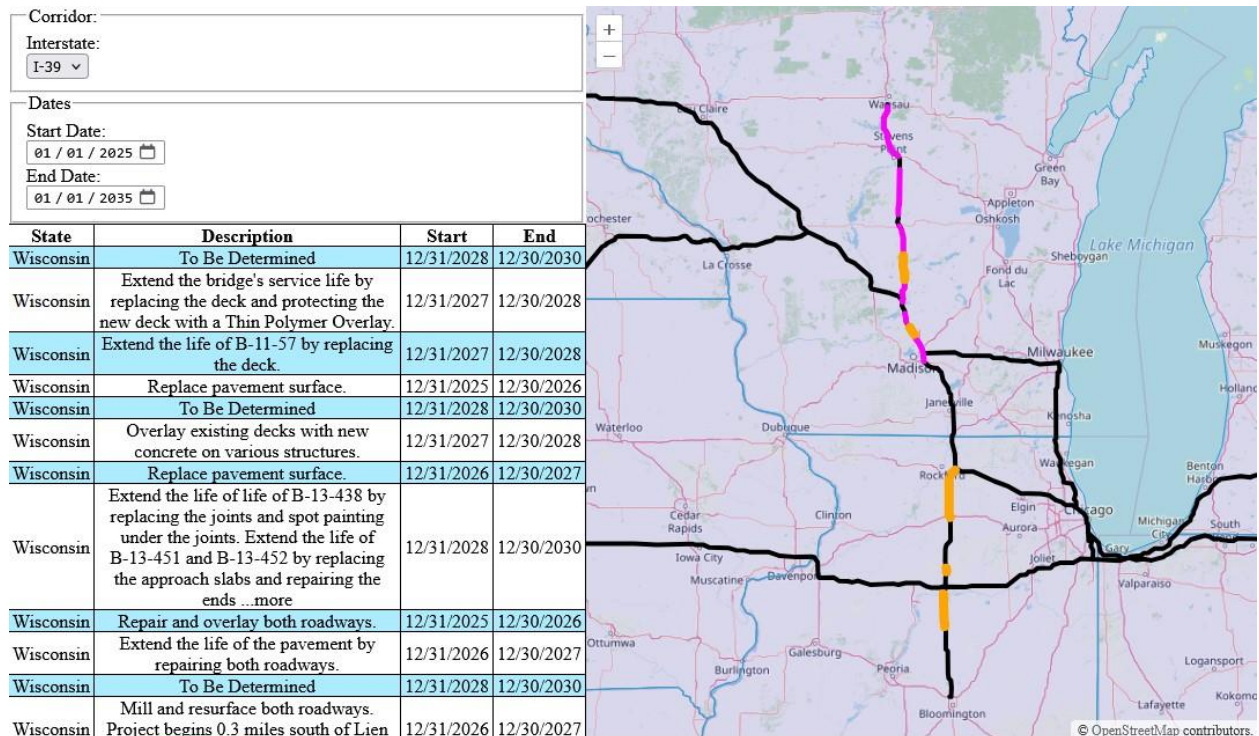 Corridor:
Interstate:
I-39
Dates
Start Date:
01 / 01 / 2025
End Date:
01 / 01 / 2035
State Description Start End
Wisconsin To Be Determined 12/31/2028 12/30/2030
Extend the bridge's service life by
Wisconsin replacing the deck and protecting the 12/31/2027 12/30/2028
new deck with a Thin Polymer Overlay.
Wisconsin Extend the life of B-11-57 by replacing 12/31/2027 12/30/2028
the deck.
Wisconsin Replace pavement surface. 12/31/2025 12/30/2026
Wisconsin To Be Determined 12/31/2028 12/30/2030
Wisconsin Overlay existing decks with new 12/31/2027 12/30/2028
concrete on various structures.
Wisconsin Replace pavement surface. 12/31/2026 12/30/2027
Extend the life of life of B-13-438 by
replacing the joints and spot painting
under the joints. Extend the life of
Wisconsin B-13-451 and B-13-452 by replacing 12/31/2028 12/30/2030
the approach slabs and repairing the
ends ...more
Wisconsin Repair and overlay both roadways. 12/31/2025 12/30/2026
Wisconsin Extend the life of the pavement by 12/31/2026 12/30/2027
repairing both roadways.
Wisconsin To Be Determined 12/31/2028 12/30/2030
Mill and resurface both roadways.
Wisconsin Project begins 0.3 miles south of Lien 12/31/2026 12/30/2027
+
−
Wausau
Claire
Stevens
Point
Green
Bay
Appleton
Oshkosh
ochester
Lake Michigan
Sheboygan
La Crosse
Fond du
Lac
Muskegon
Milwaukee
Madison
Holland
Janesville
Kenosha
Waterloo
Dubuque
Waukegan
Benton
Harbor
Rockford
Elgin
Chicago
Cedar
Rapids
Clinton
Aurora
Michigan
City
South
Iowa City
Joliet
Gary
Muscatine
Davenport
Valparaiso
Ottumwa
Galesburg
Burlington
Peoria
Logansport
Kokomo
Lafayette
Bloomington
© OpenStreetMap contributors.